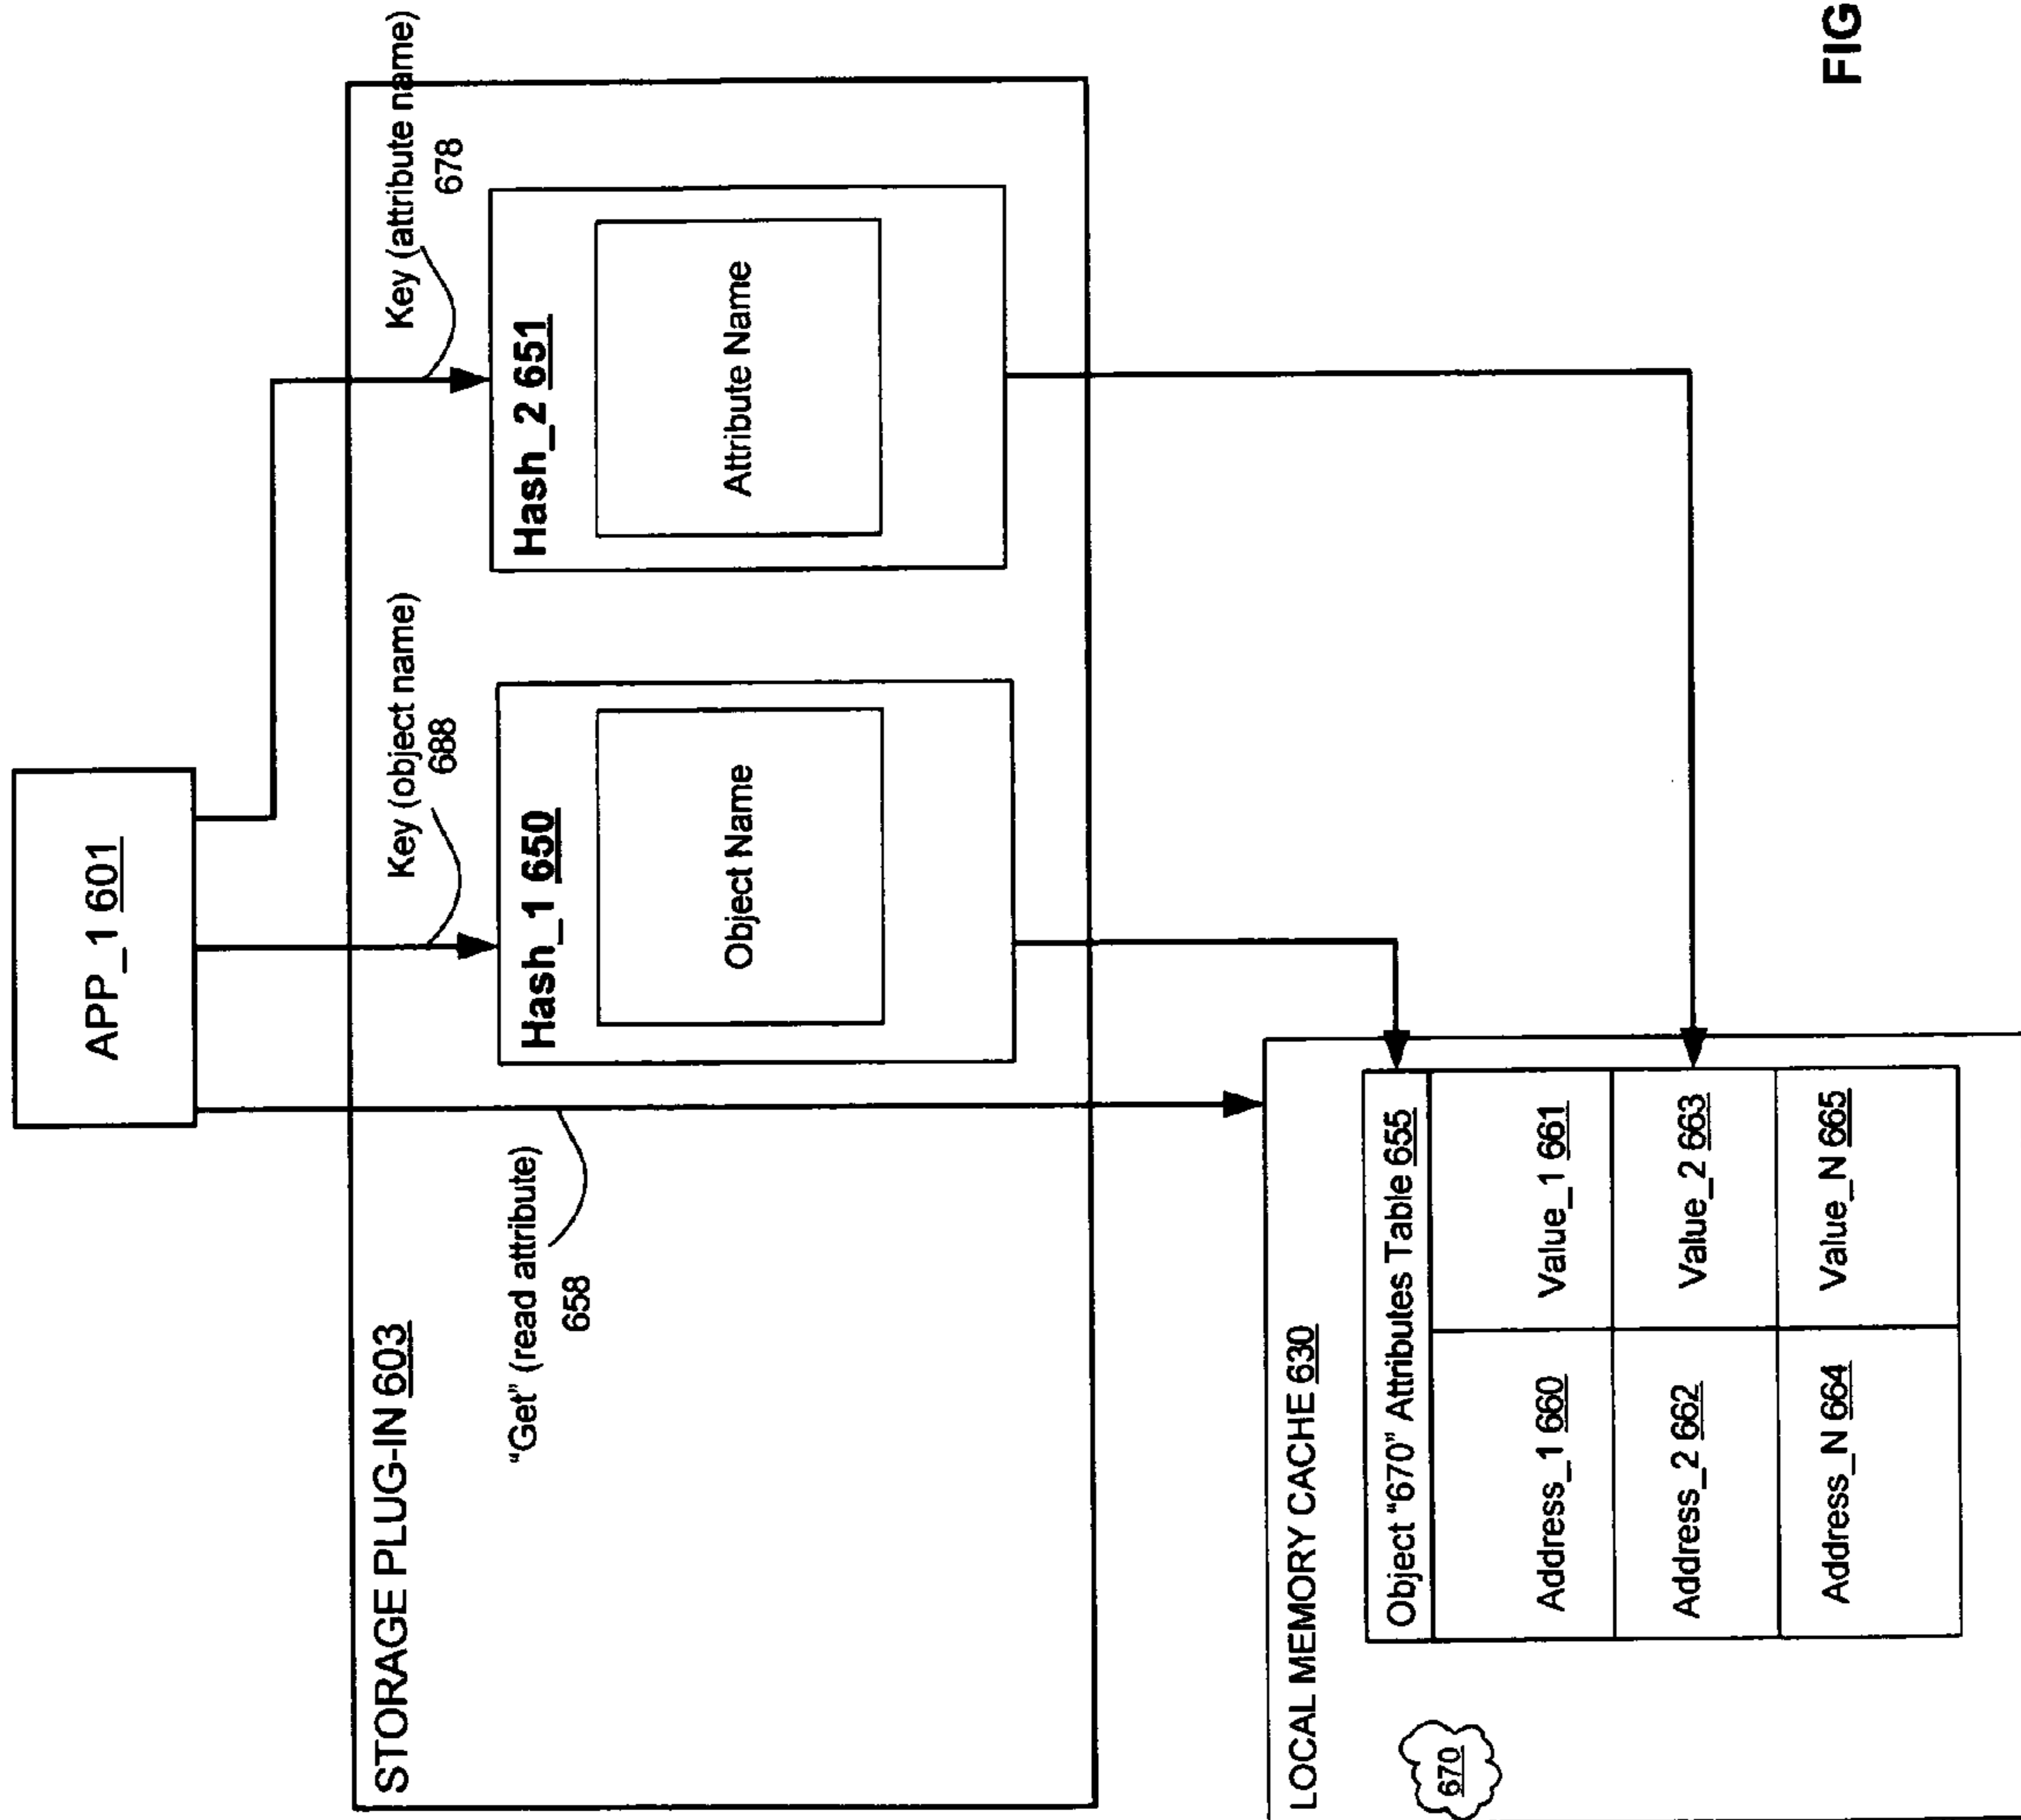 APP_1 601
STORAGE PLUG-IN 603
"Get" (read attribute)
658
Key (object name)
688
Key (attribute name)
678
Hash_1 650
Object Name
Hash_2 651
Attribute Name
LOCAL MEMORY CACHE 630
670
Object "670" Attributes Table 655
Address_1 660
Value_1 661
Address_2 662
Value_2 663
Address_N 664
Value_N 665
FIG